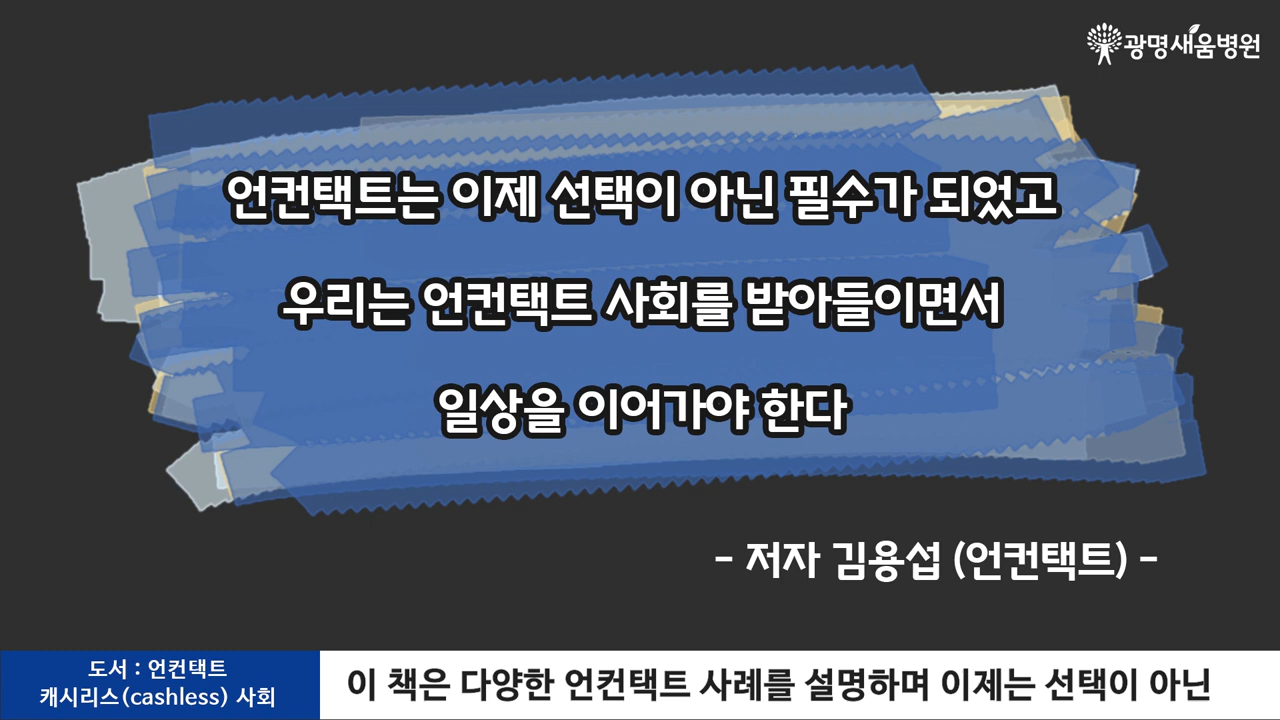 광명새움병원
언컨택트는 이제 선택이 아닌 필수가 되었고
우리는 언컨택트 사회를 받아들이면서
일상을 이어가야 한다
- 저자 김용섭 (언컨택트) -
도서 : 언컨택트
캐시리스(cashless) 사회
이 책은 다양한 언컨택트 사례를 설명하며 이제는 선택이 아닌